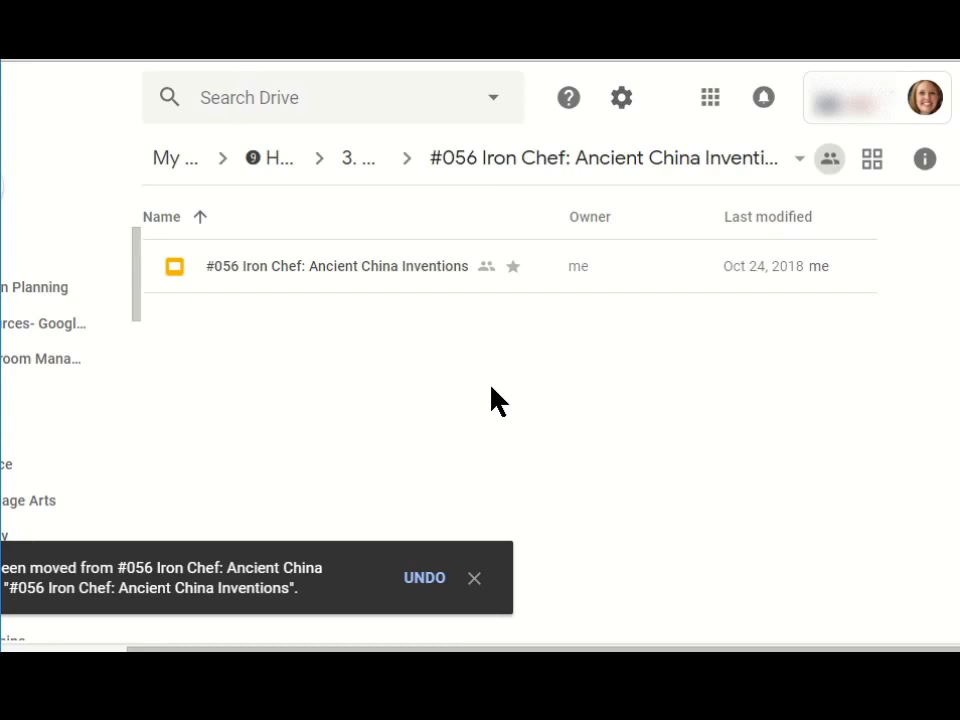 Search Drive
My ... > ❾ H... > 3. ... > #056 Iron Chef: Ancient China Inventi...
Name Owner Last modified
#056 Iron Chef: Ancient China Inventions me Oct 24, 2018 me
n Planning
rces- Googl...
room Mana...
ce
age Arts
y
een moved from #056 Iron Chef: Ancient China
"#056 Iron Chef: Ancient China Inventions".
UNDO